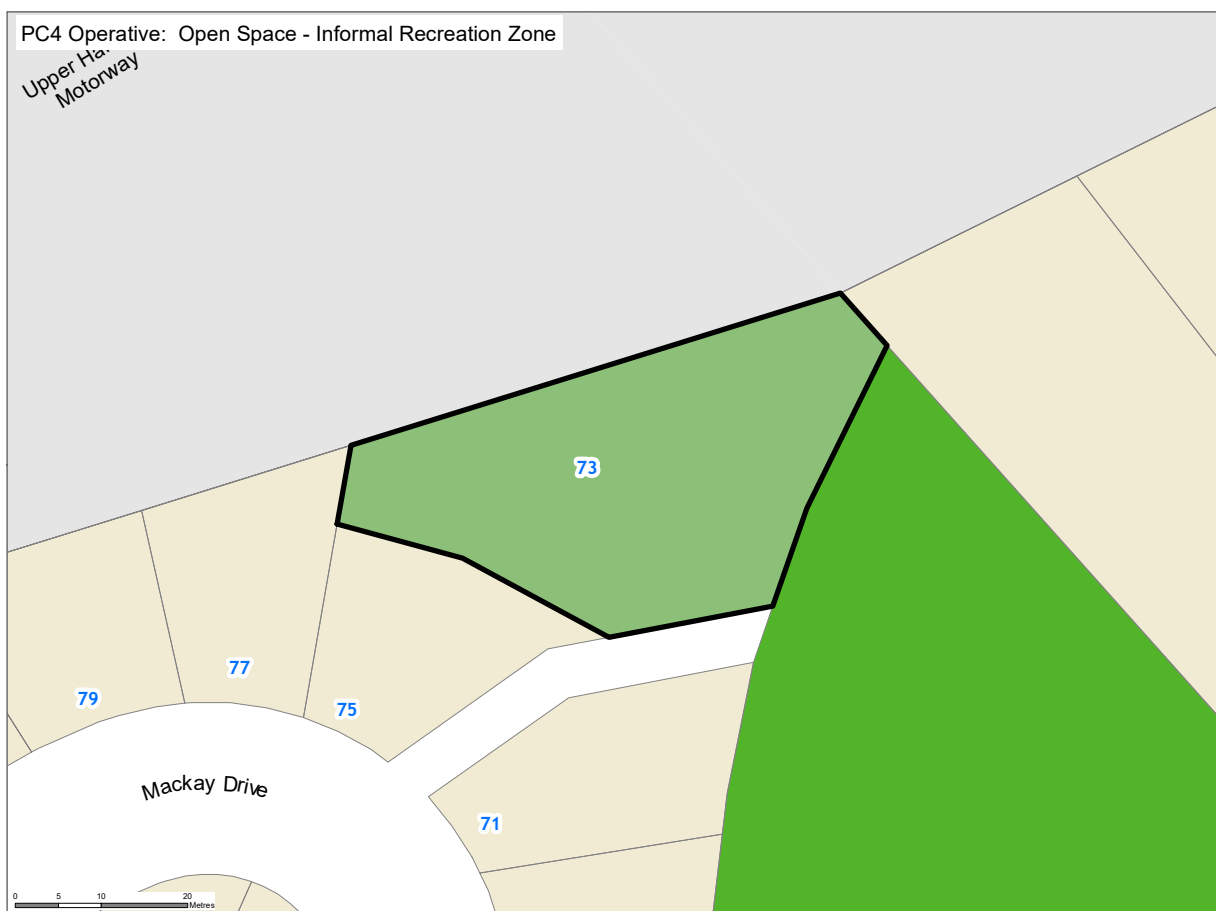 PC4 Operative: Open Space - Informal Recreation Zone
Upper
Motorway
73
77
79
75
Mackay Drive
71
0 5 10 20
Metres